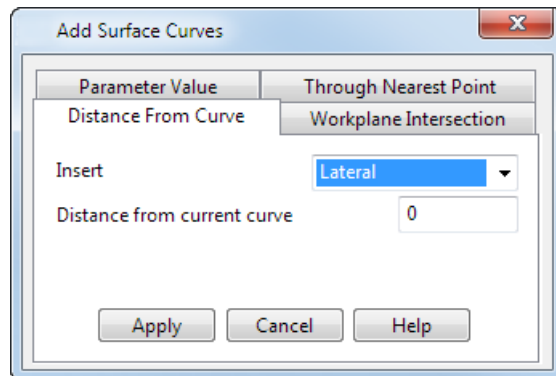 Add Surface Curves
Parameter Value Through Nearest Point
Distance From Curve Workplane Intersection
Insert Lateral
Distance from current curve 0
Apply Cancel Help